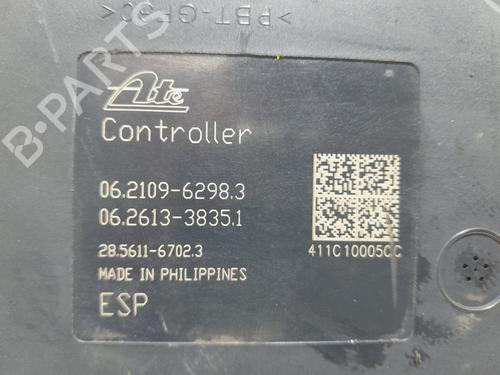 >PBT-GF30<
Ate
Controller
06.2109-6298.3
06.2613-3835.1
28.5611-6702.3
411C10005CC
MADE IN PHILIPPINES
ESP
B-PARTS